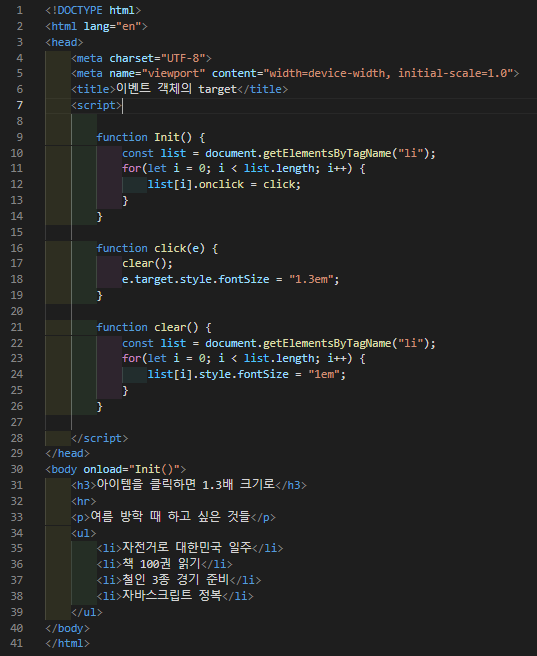 1 <!DOCTYPE html>
2 <html lang="en">
3 <head>
4     <meta charset="UTF-8">
5     <meta name="viewport" content="width=device-width, initial-scale=1.0">
6     <title>이벤트 객체의 target</title>
7     <script>
8
9         function Init() {
10             const list = document.getElementsByTagName("li");
11             for(let i = 0; i < list.length; i++) {
12                 list[i].onclick = click;
13             }
14         }
15
16         function click(e) {
17             clear();
18             e.target.style.fontSize = "1.3em";
19         }
20
21         function clear() {
22             const list = document.getElementsByTagName("li");
23             for(let i = 0; i < list.length; i++) {
24                 list[i].style.fontSize = "1em";
25             }
26         }
27
28     </script>
29 </head>
30 <body onload="Init()">
31     <h3>아이템을 클릭하면 1.3배 크기로</h3>
32     <hr>
33     <p>여름 방학 때 하고 싶은 것들</p>
34     <ul>
35         <li>자전거로 대한민국 일주</li>
36         <li>책 100권 읽기</li>
37         <li>철인 3종 경기 준비</li>
38         <li>자바스크립트 정복</li>
39     </ul>
40 </body>
41 </html>